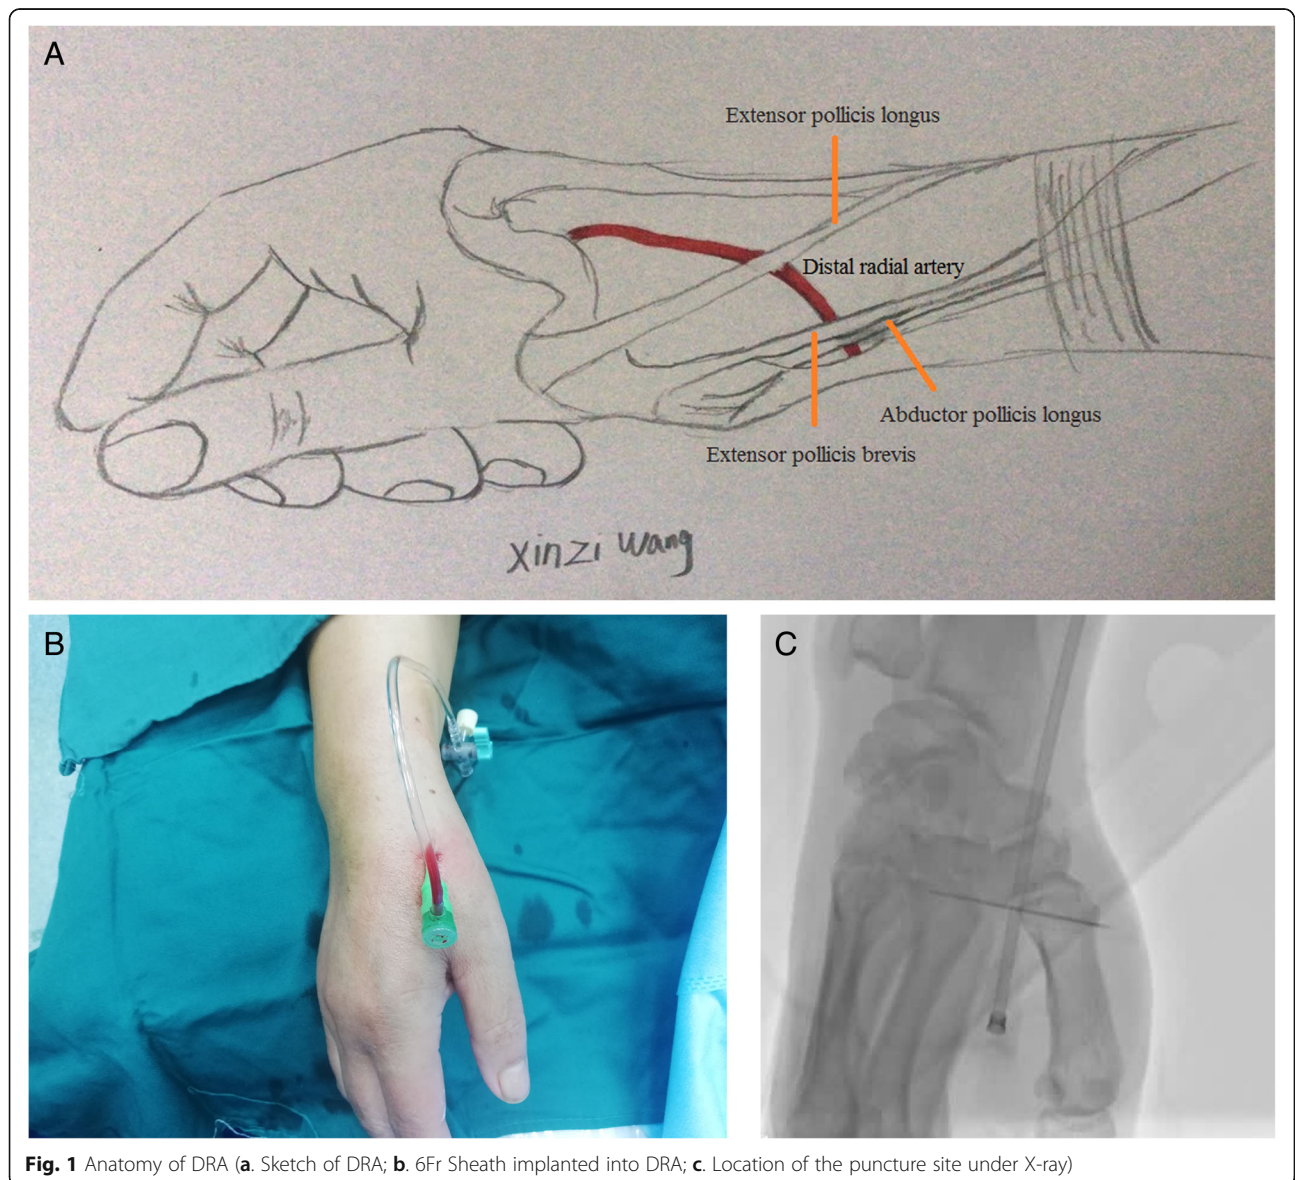 A
Extensor pollicis longus
Distal radial artery
Abductor pollicis longus
Extensor pollicis brevis
Xinzi Wang
B
C
Fig. 1 Anatomy of DRA (a. Sketch of DRA; b. 6Fr Sheath implanted into DRA; c. Location of the puncture site under X-ray)